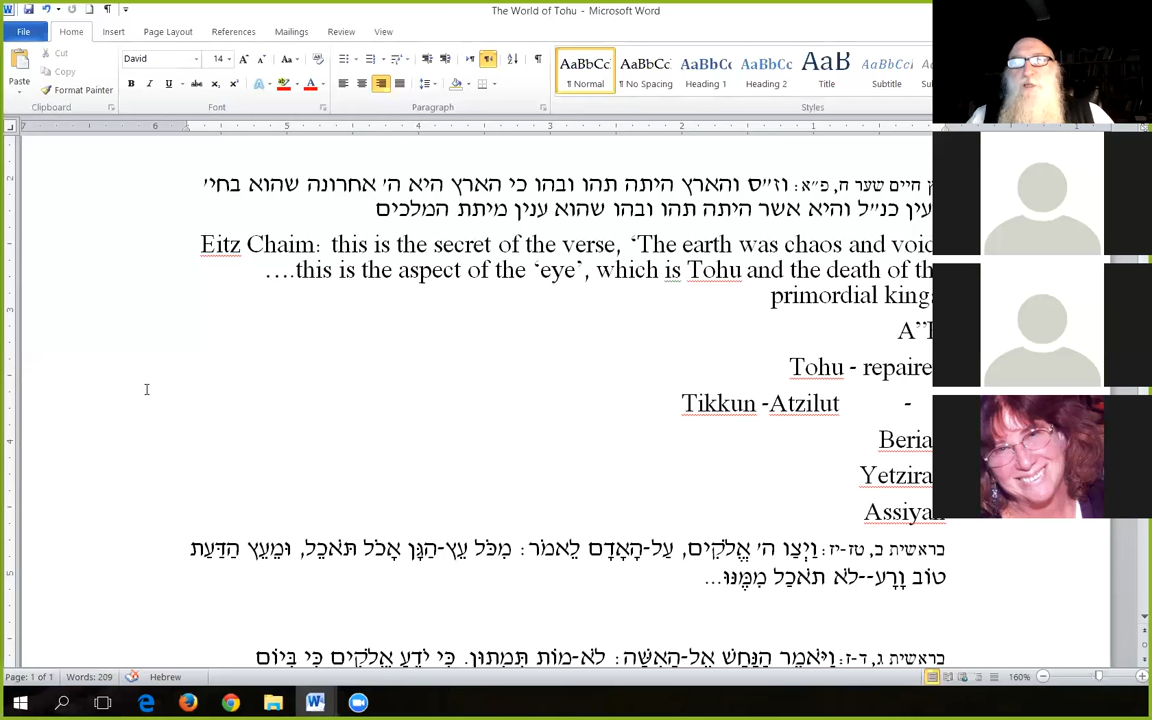 The World of Tohu - Microsoft Word
File Home Insert Page Layout References Mailings Review View
Paste
Cut
Copy
Format Painter
Clipboard
David 14
Font
Paragraph
AaBbCc AaBbCc AaBbCc AaBbCc AaB AaBbCc
¶ Normal ¶ No Spacing Heading 1 Heading 2 Title Subtitle
Styles
חיים שער ח, פ״א: וז״ס והארץ היתה תהו ובהו כי הארץ היא ה׳ אחרונה שהוא בחי׳
עין כנ״ל והיא אשר היתה תהו ובהו שהוא ענין מיתת המלכים
Eitz Chaim: this is the secret of the verse, ‘The earth was chaos and void
….this is the aspect of the ‘eye’, which is Tohu and the death of
primordial kings
Tohu - repaire
Tikkun -Atzilut -
Beria
Yetzira
Assiyah
בראשית ב, טז-יז: וַיְצַו ה׳ אֱלֹקִים, עַל-הָאָדָם לֵאמֹר: מִכֹּל עֵץ-הַגָּן אָכֹל תֹּאכֵל, וּמֵעֵץ הַדַּעַת
טוֹב וָרָע--לֹא תֹאכַל מִמֶּנּוּ...
בראשית ג, ד-ז: וַיֹּאמֶר הַנָּחָשׁ אֶל-הָאִשָּׁה: לֹא-מוֹת תְּמֻתוּן. כִּי יֹדֵעַ אֱלֹקִים כִּי בְּיוֹם
Page: 1 of 1 Words: 209 Hebrew 160%